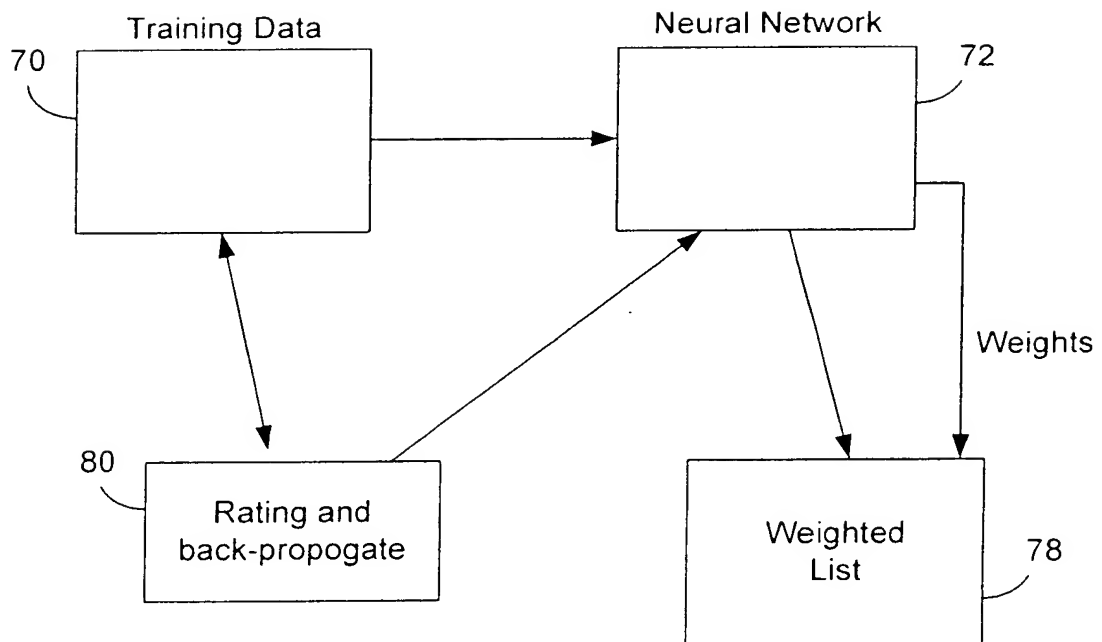 Training Data
Neural Network
70
72
Weights
80
Rating and
back-propogate
Weighted
List
78